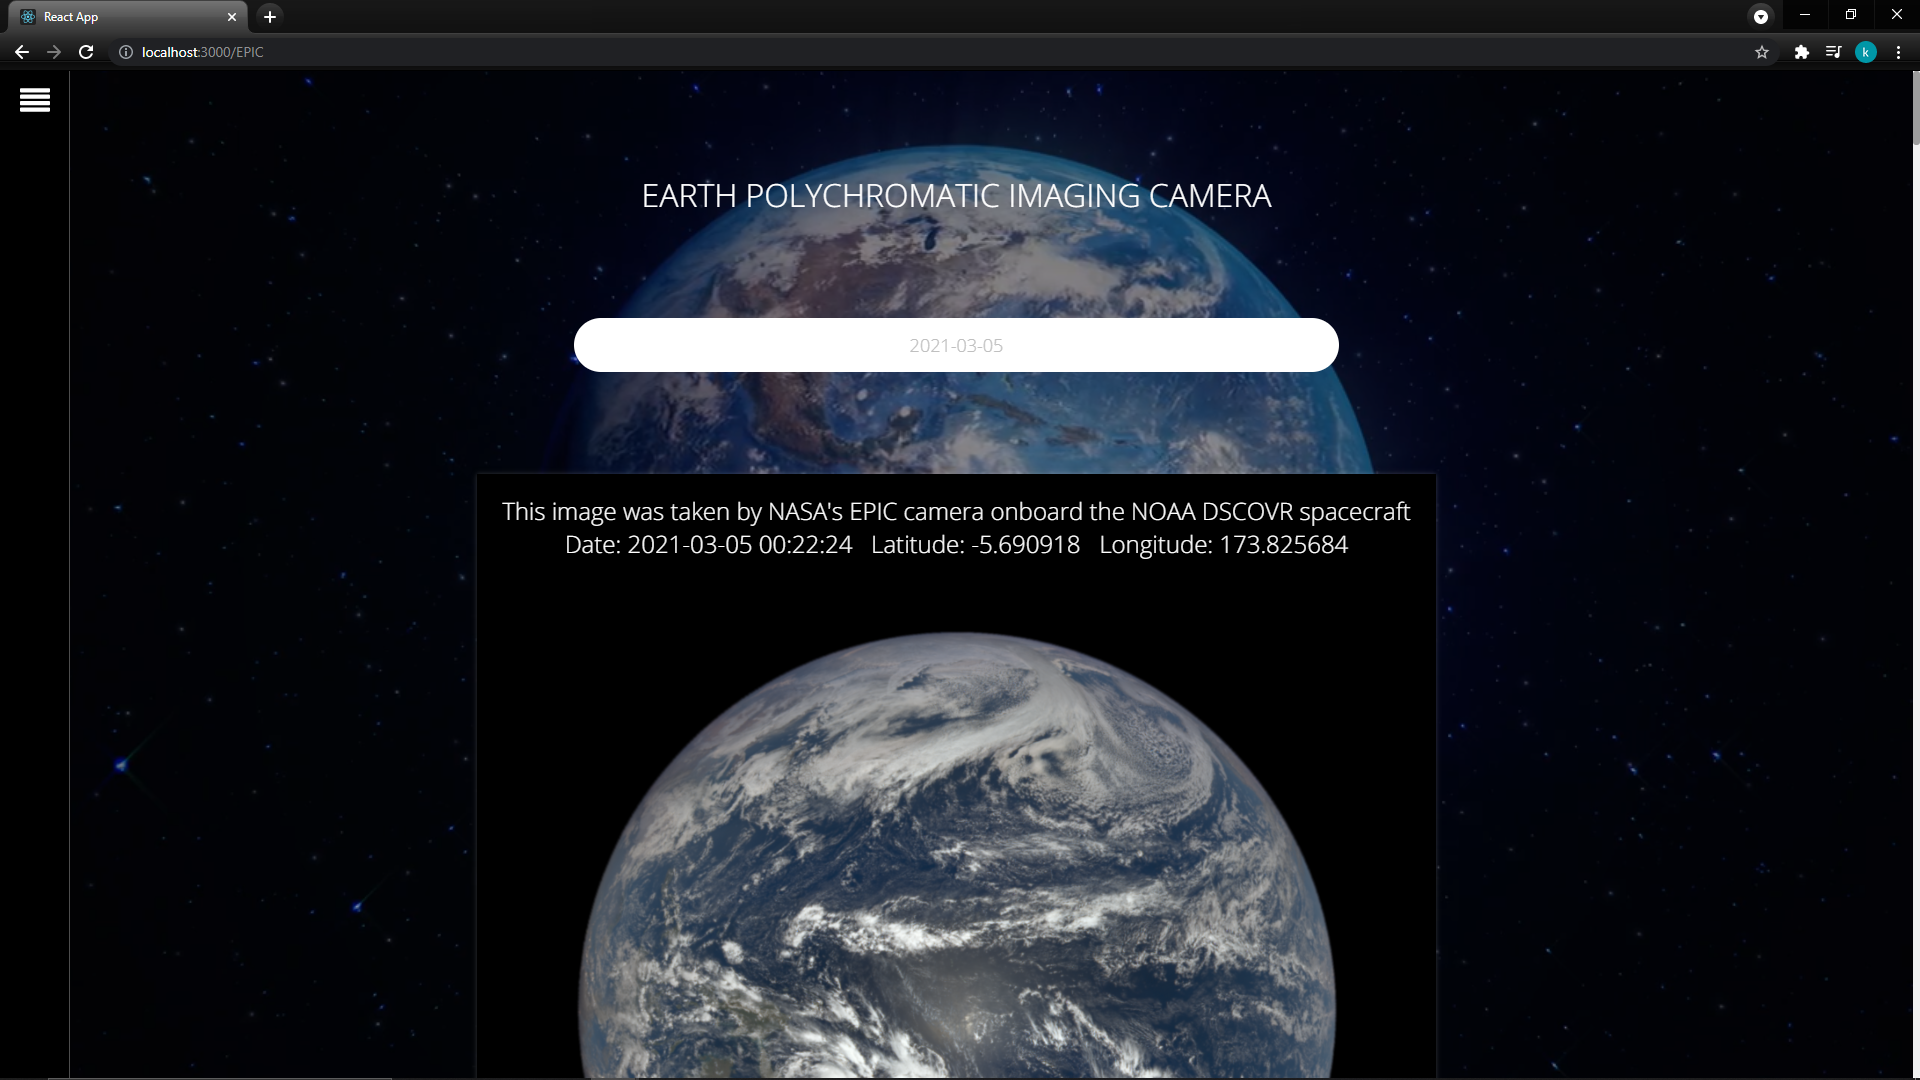 React App
localhost:3000/EPIC
k
EARTH POLYCHROMATIC IMAGING CAMERA
2021-03-05
This image was taken by NASA's EPIC camera onboard the NOAA DSCOVR spacecraft
Date: 2021-03-05 00:22:24 Latitude: -5.690918 Longitude: 173.825684